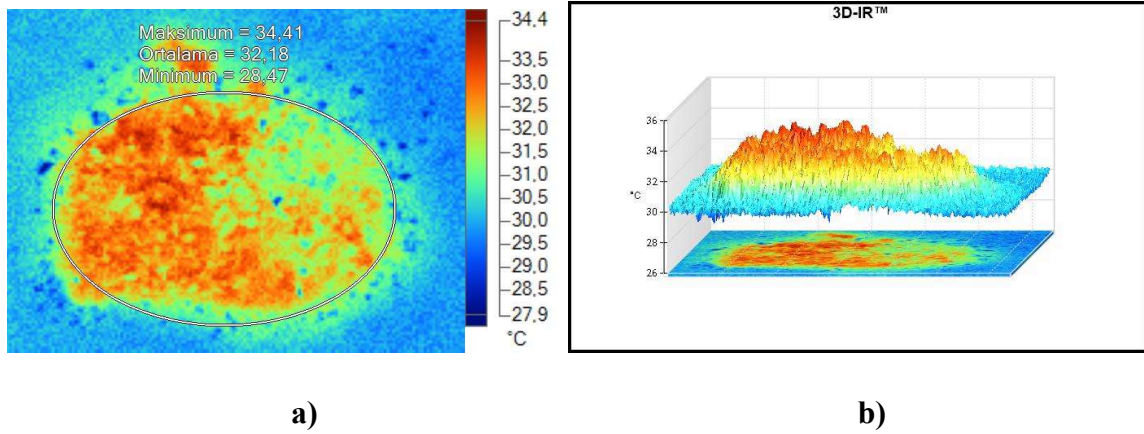 Maksimum = 34,41
Ortalama = 32,18
Minimum = 28,47
34.4
33,5
33,0
32,5
32,0
31,5
31,0
30,5
30,0
29,5
29,0
28,5
27,9
°C
3D-IR™
36
34
32
°C
30
28
26
a)
b)